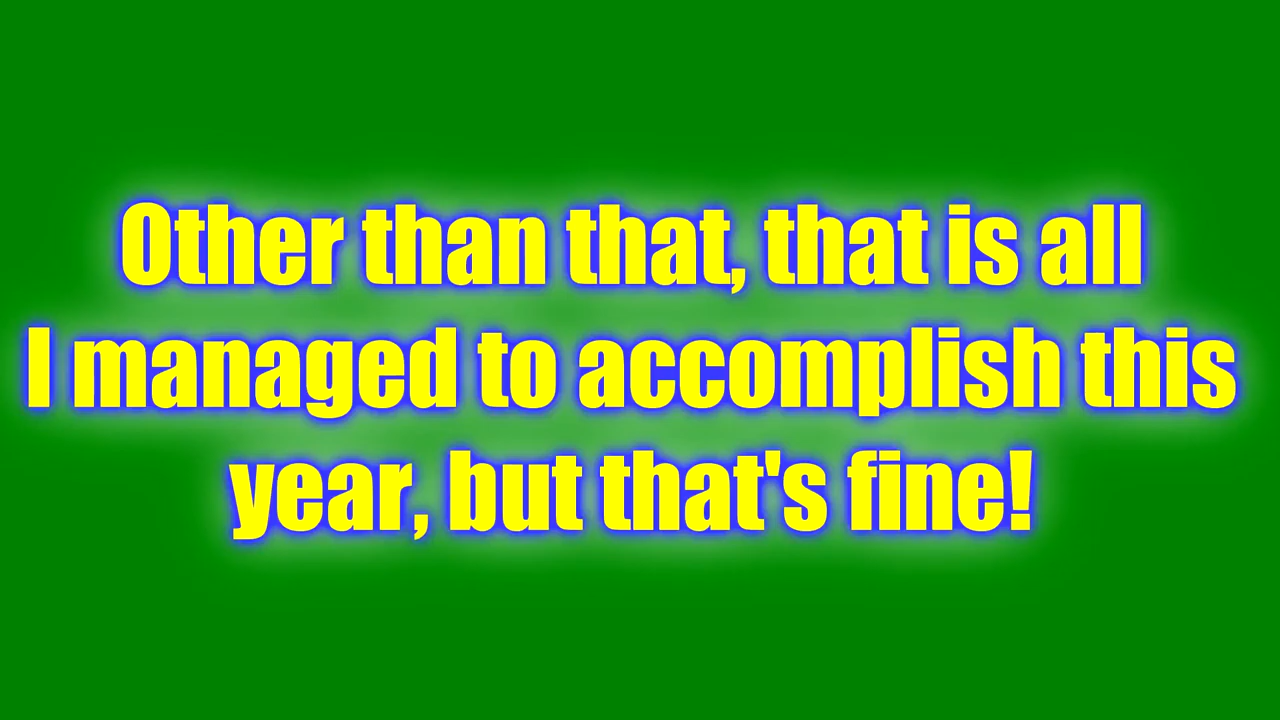 Other than that, that is all
I managed to accomplish this
year, but that's fine!